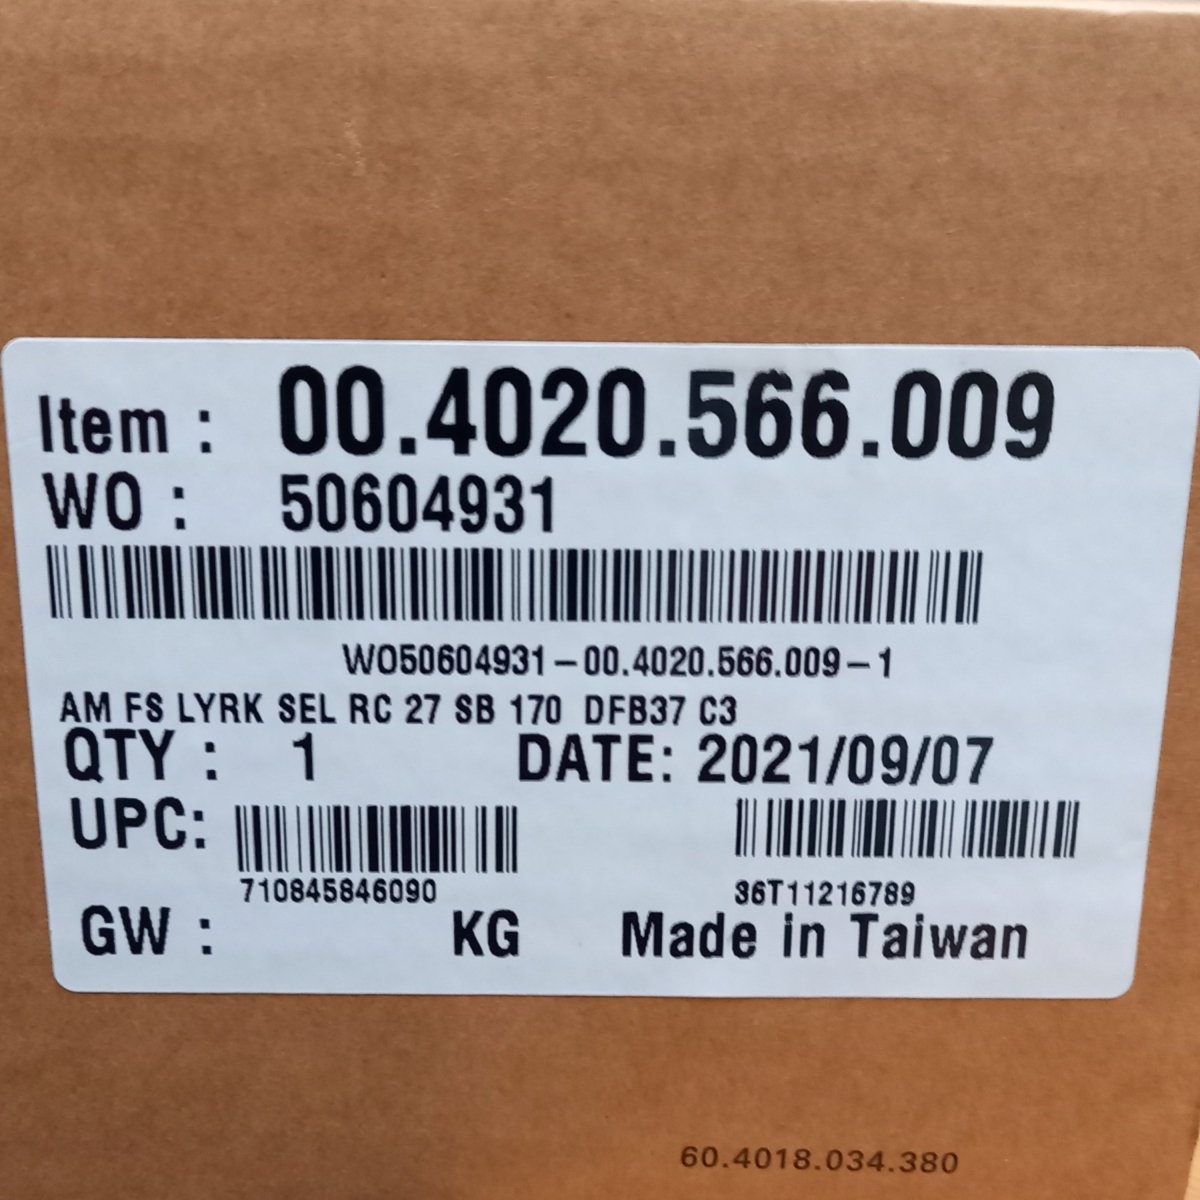 Item : 00.4020.566.009
WO : 50604931
WO50604931-00.4020.566.009-1
AM FS LYRK SEL RC 27 SB 170 DFB37 C3
QTY : 1 DATE: 2021/09/07
UPC:
710845846090 36T11216789
GW : KG Made in Taiwan
60.4018.034.380